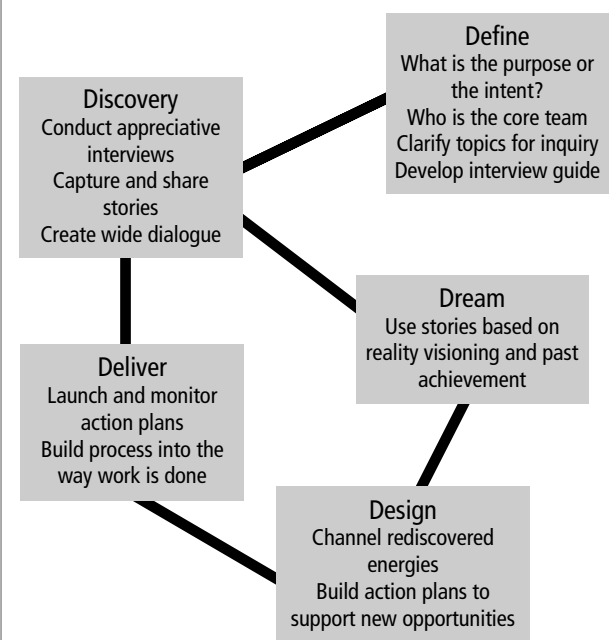 Define
What is the purpose or
the intent?
Who is the core team
Clarify topics for inquiry
Develop interview guide
Discovery
Conduct appreciative
interviews
Capture and share
stories
Create wide dialogue
Dream
Use stories based on
reality visioning and past
achievement
Deliver
Launch and monitor
action plans
Build process into the
way work is done
Design
Channel rediscovered
energies
Build action plans to
support new opportunities